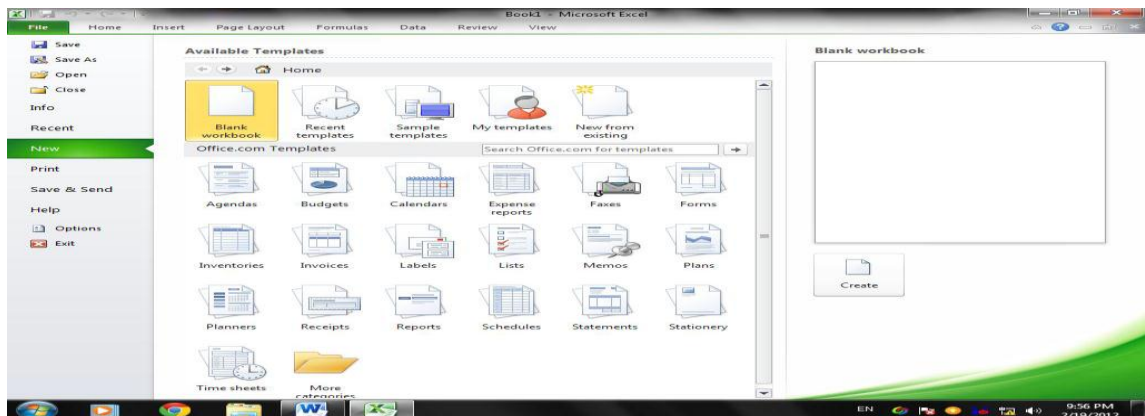 Book1 - Microsoft Excel
File Home Insert Page Layout Formulas Data Review View
Save
Save As
Open
Close
Info
Recent
New
Print
Save & Send
Help
Options
Exit
Available Templates
Home
Blank workbook
Recent templates
Sample templates
My templates
New from existing
Office.com Templates
Search Office.com for templates
Agendas
Budgets
Calendars
Expense reports
Faxes
Forms
Inventories
Invoices
Labels
Lists
Memos
Plans
Planners
Receipts
Reports
Schedules
Statements
Stationery
Time sheets
More categories
Blank workbook
Create
EN
9:56 PM
2/19/2012